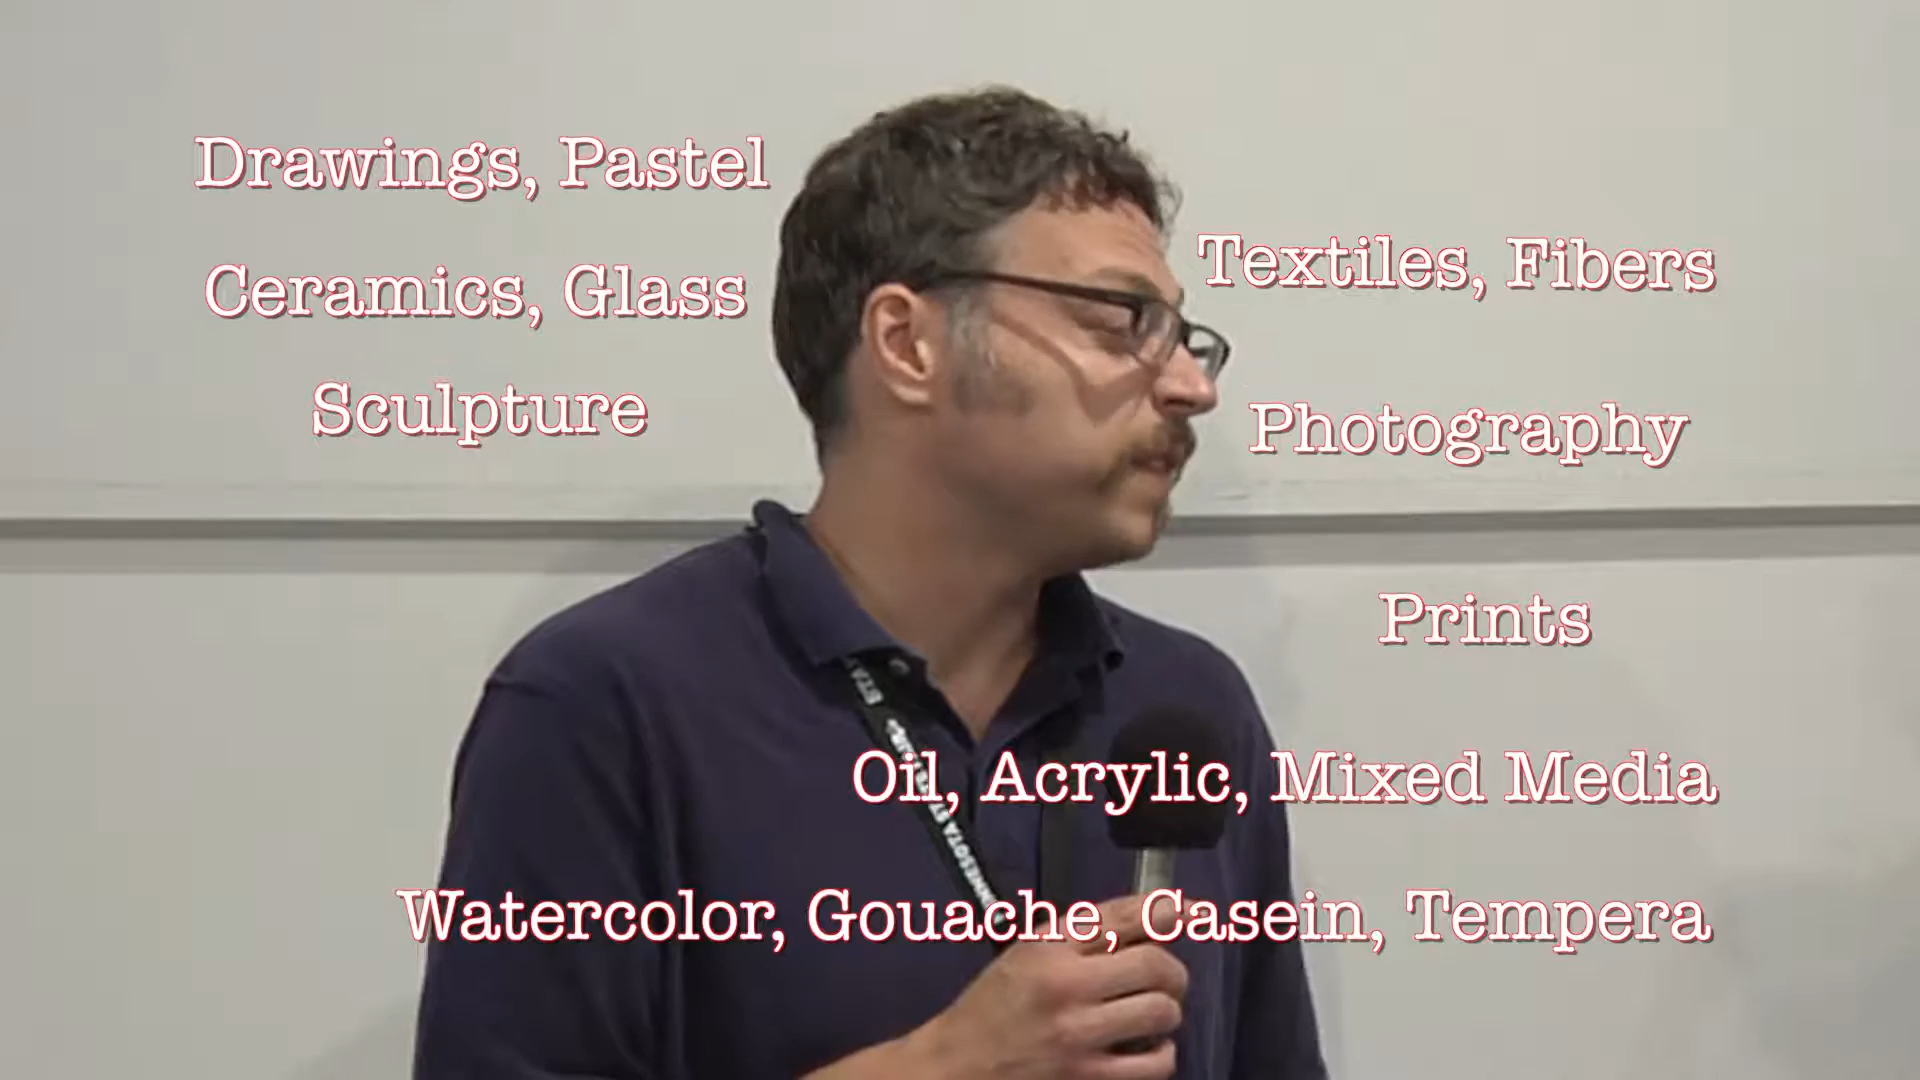 Drawings, Pastel
Ceramics, Glass
Sculpture
Textiles, Fibers
Photography
Prints
Oil, Acrylic, Mixed Media
Watercolor, Gouache, Casein, Tempera